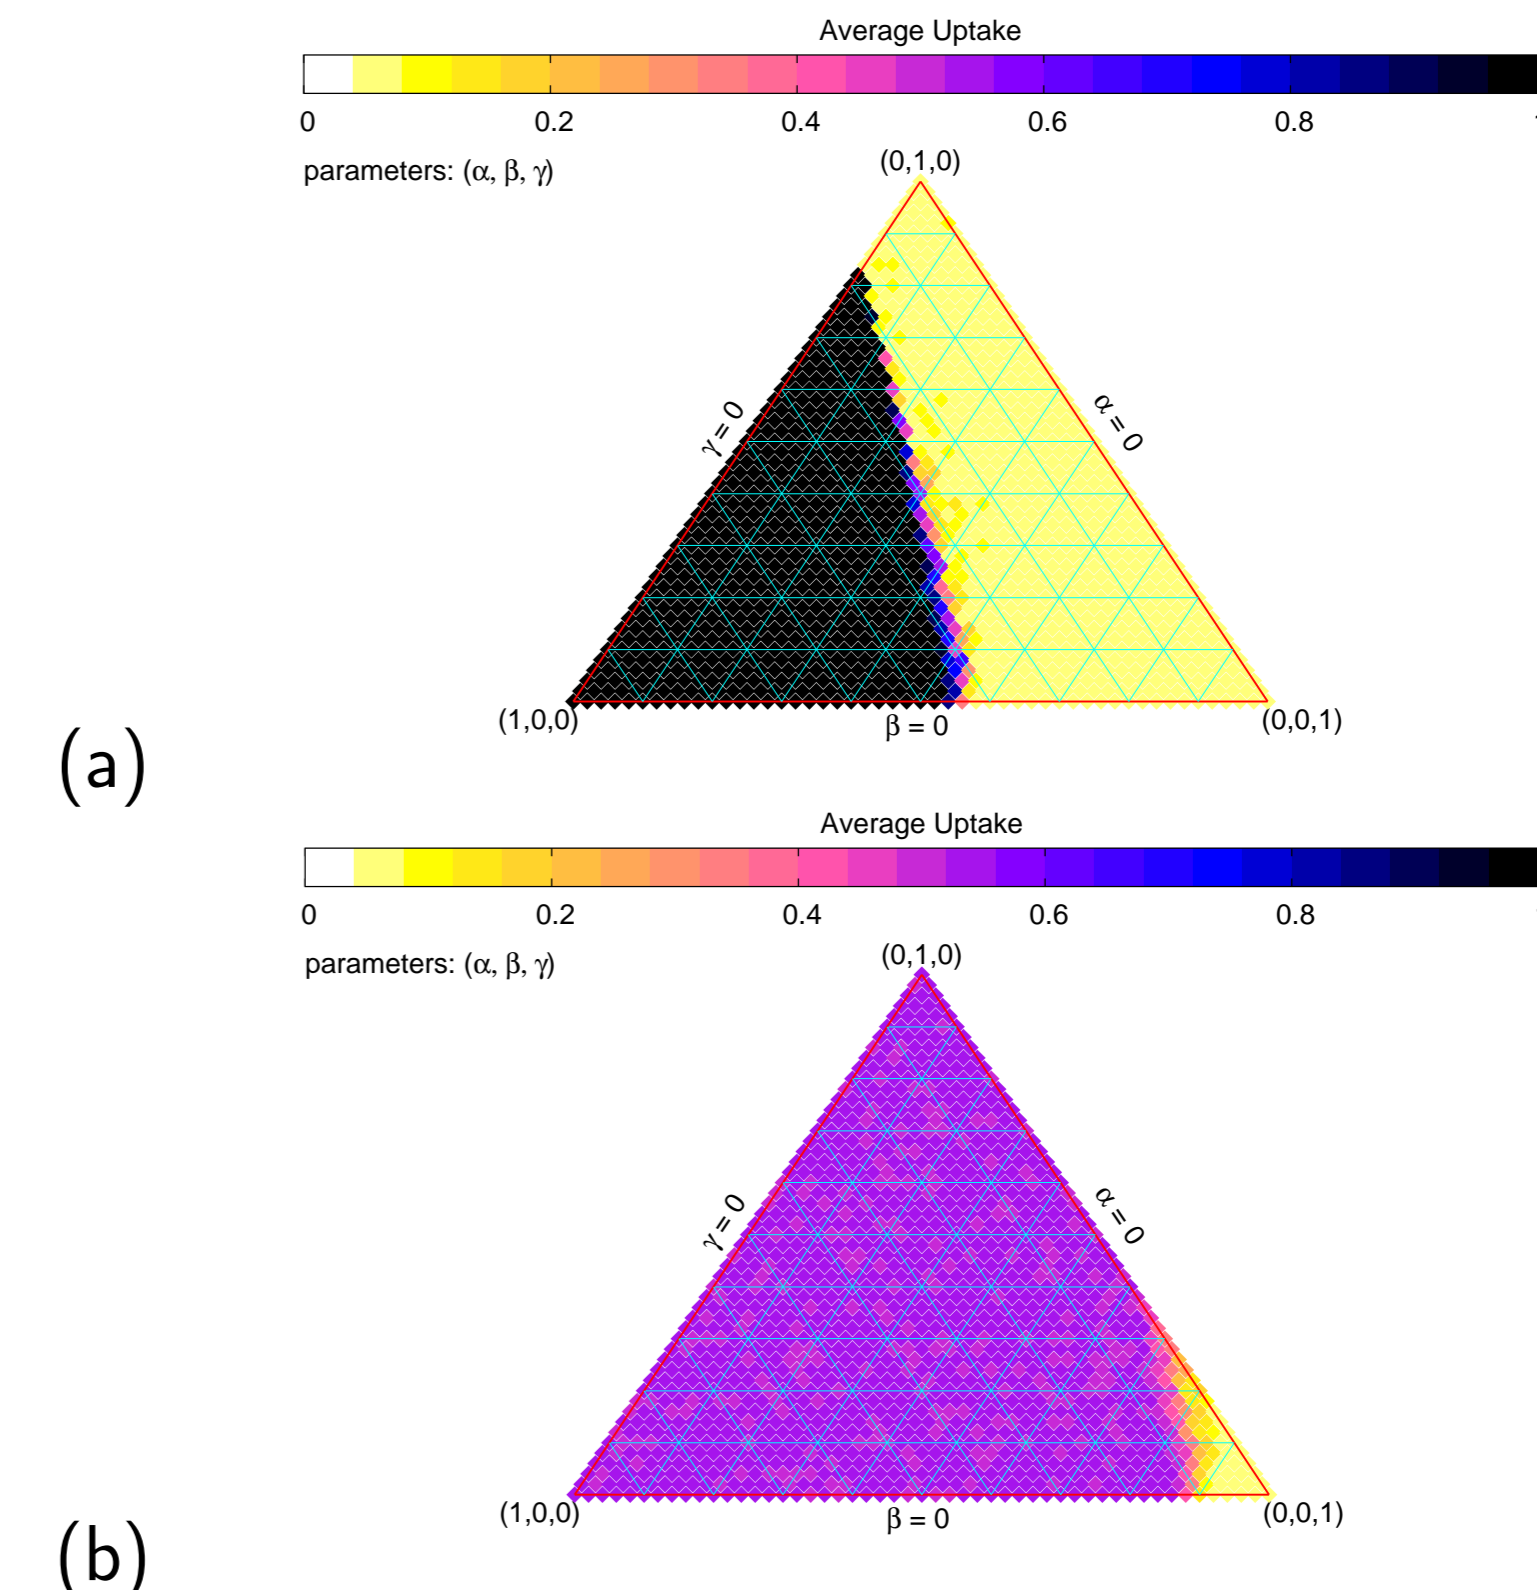 Average Uptake
0 0.2 0.4 0.6 0.8
parameters: (α, β, γ)
(0,1,0)
γ = 0
α = 0
(1,0,0)
β = 0
(0,0,1)
(a)
Average Uptake
0 0.2 0.4 0.6 0.8
parameters: (α, β, γ)
(0,1,0)
γ = 0
α = 0
(1,0,0)
β = 0
(0,0,1)
(b)